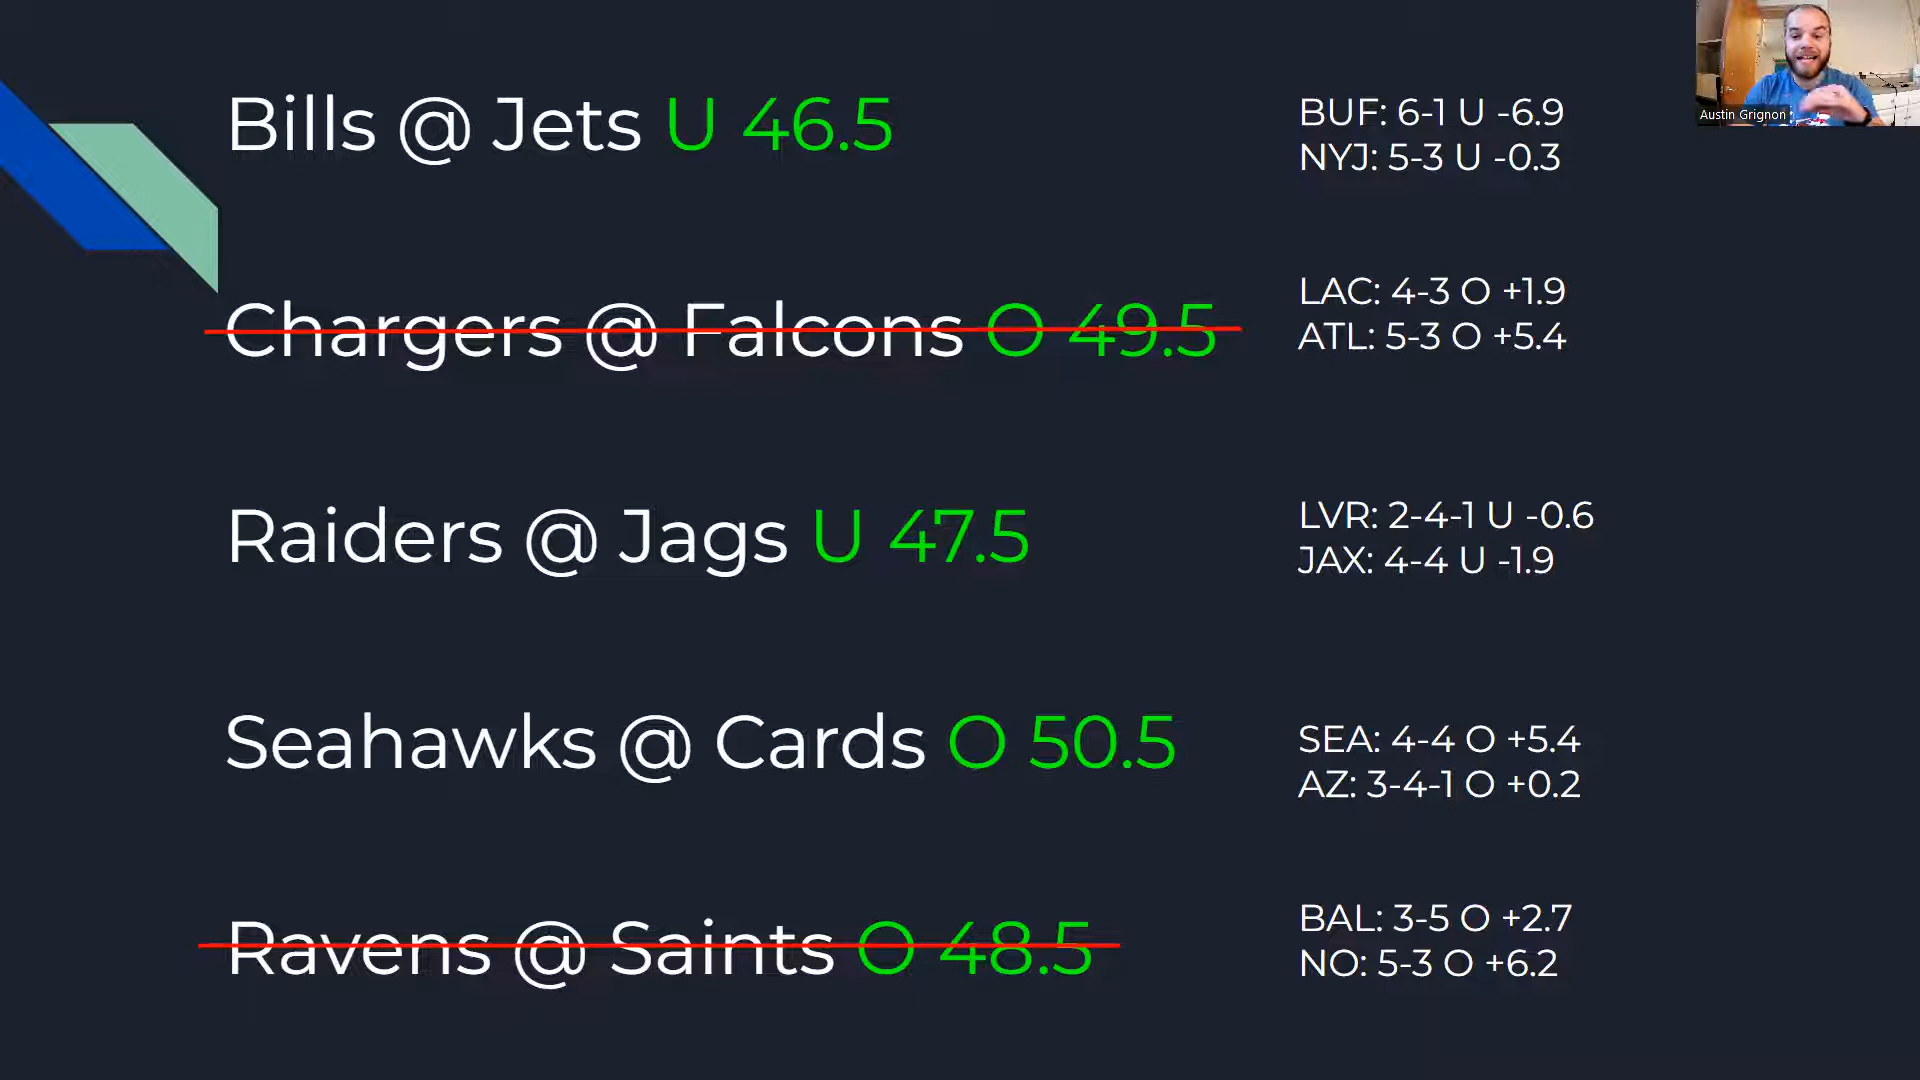 Bills @ Jets U 46.5
BUF: 6-1 U -6.9
NYJ: 5-3 U -0.3
Austin Grignon
Chargers @ Falcons O 49.5
LAC: 4-3 O +1.9
ATL: 5-3 O +5.4
Raiders @ Jags U 47.5
LVR: 2-4-1 U -0.6
JAX: 4-4 U -1.9
Seahawks @ Cards O 50.5
SEA: 4-4 O +5.4
AZ: 3-4-1 O +0.2
Ravens @ Saints O 48.5
BAL: 3-5 O +2.7
NO: 5-3 O +6.2